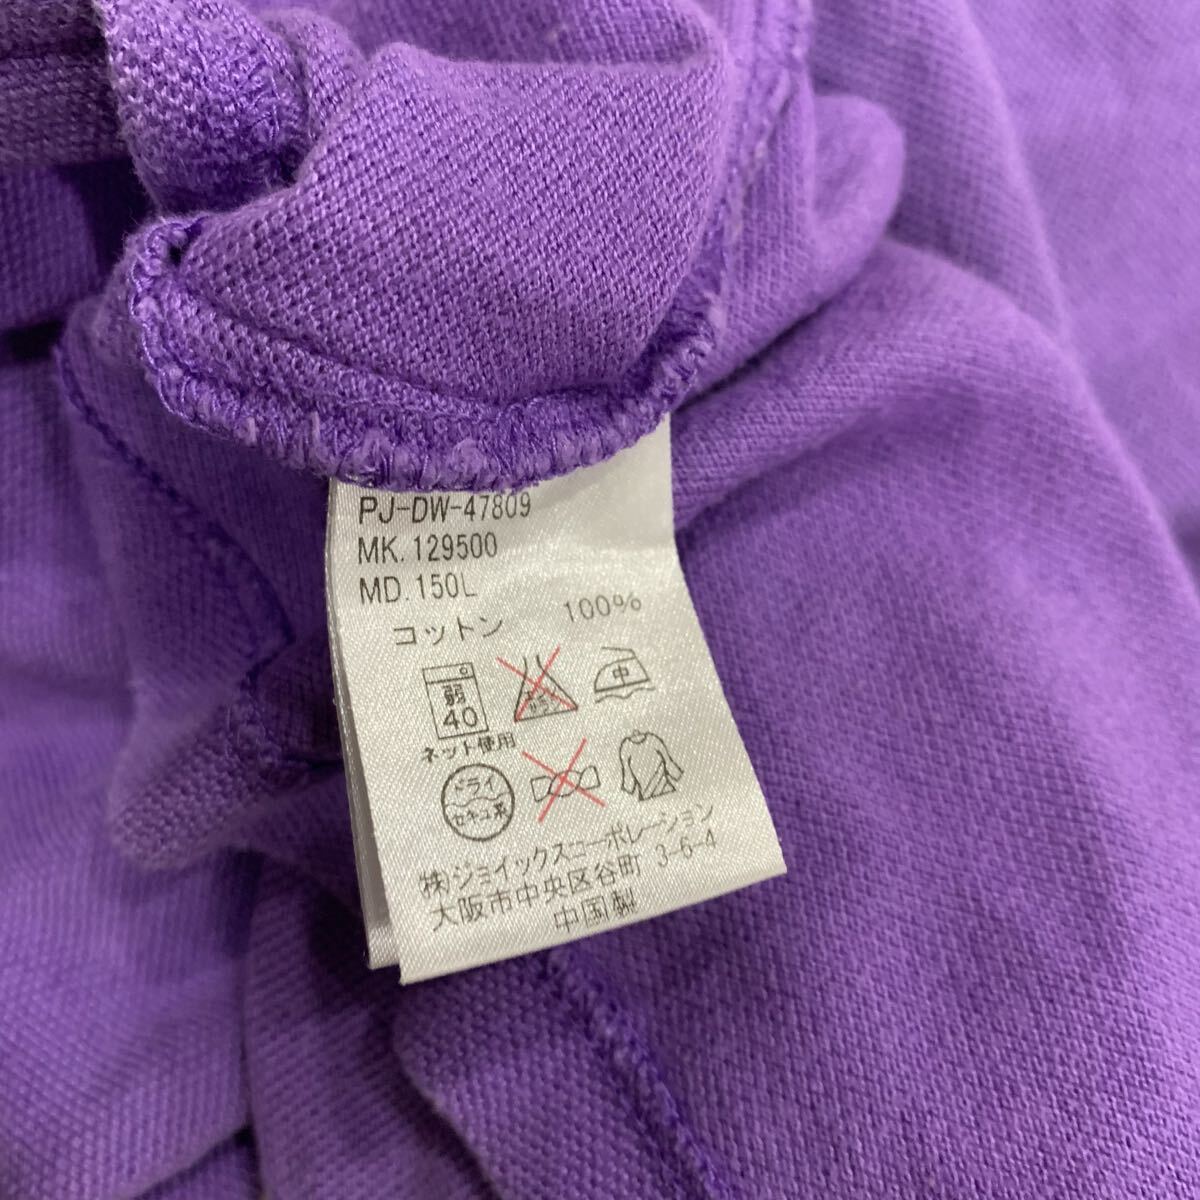 PJ-DW-47809
MK. 129500
MD. 150L
コットン 100%
弱 中
40
ネット使用
ドライ
セキユ系
㈱ジョイックスコーポレーション
大阪市中央区谷町 3-6-4
中国製